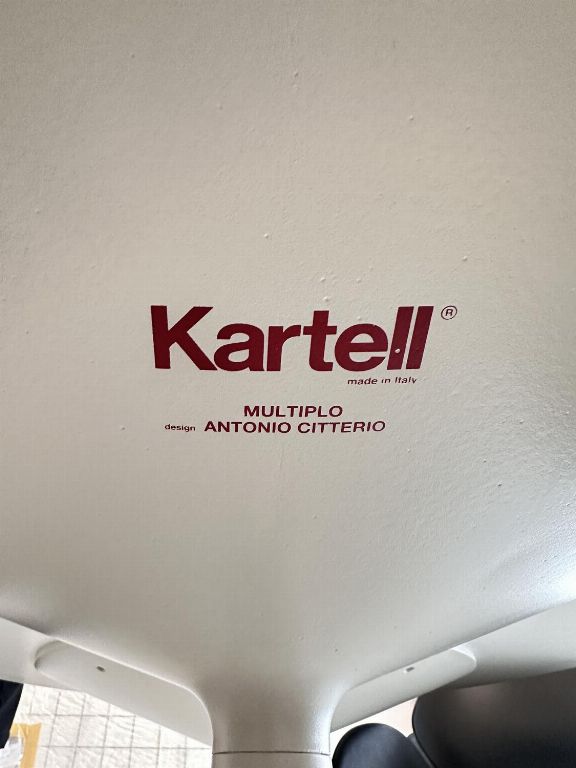 Kartell®
made in Italy
MULTIPLO
design ANTONIO CITTERIO